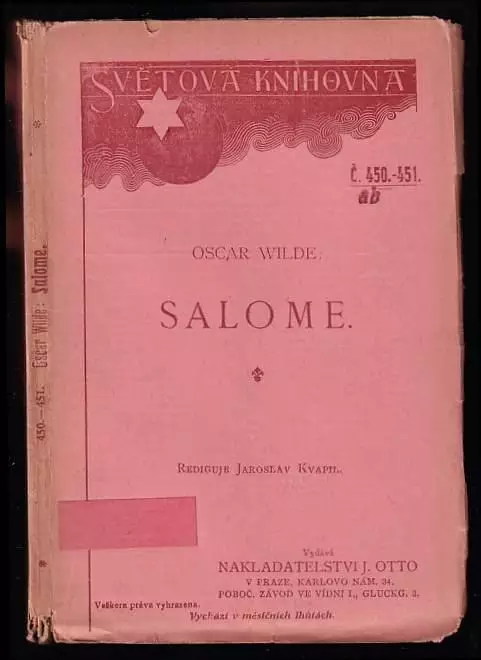 SVĚTOVÁ KNIHOVNA
Č. 450.-451.
ab
OSCAR WILDE:
SALOME.
REDIGUJE JAROSLAV KVAPIL.
Vydává
NAKLADATELSTVÍ J. OTTO
V PRAZE, KARLOVO NÁM. 34.
POBOČ. ZÁVOD VE VÍDNI I., GLUCKG. 3.
Veškera práva vyhrazena.
Vychází v měsíčních lhůtách.
450.—451. Oscar Wilde: Salome.